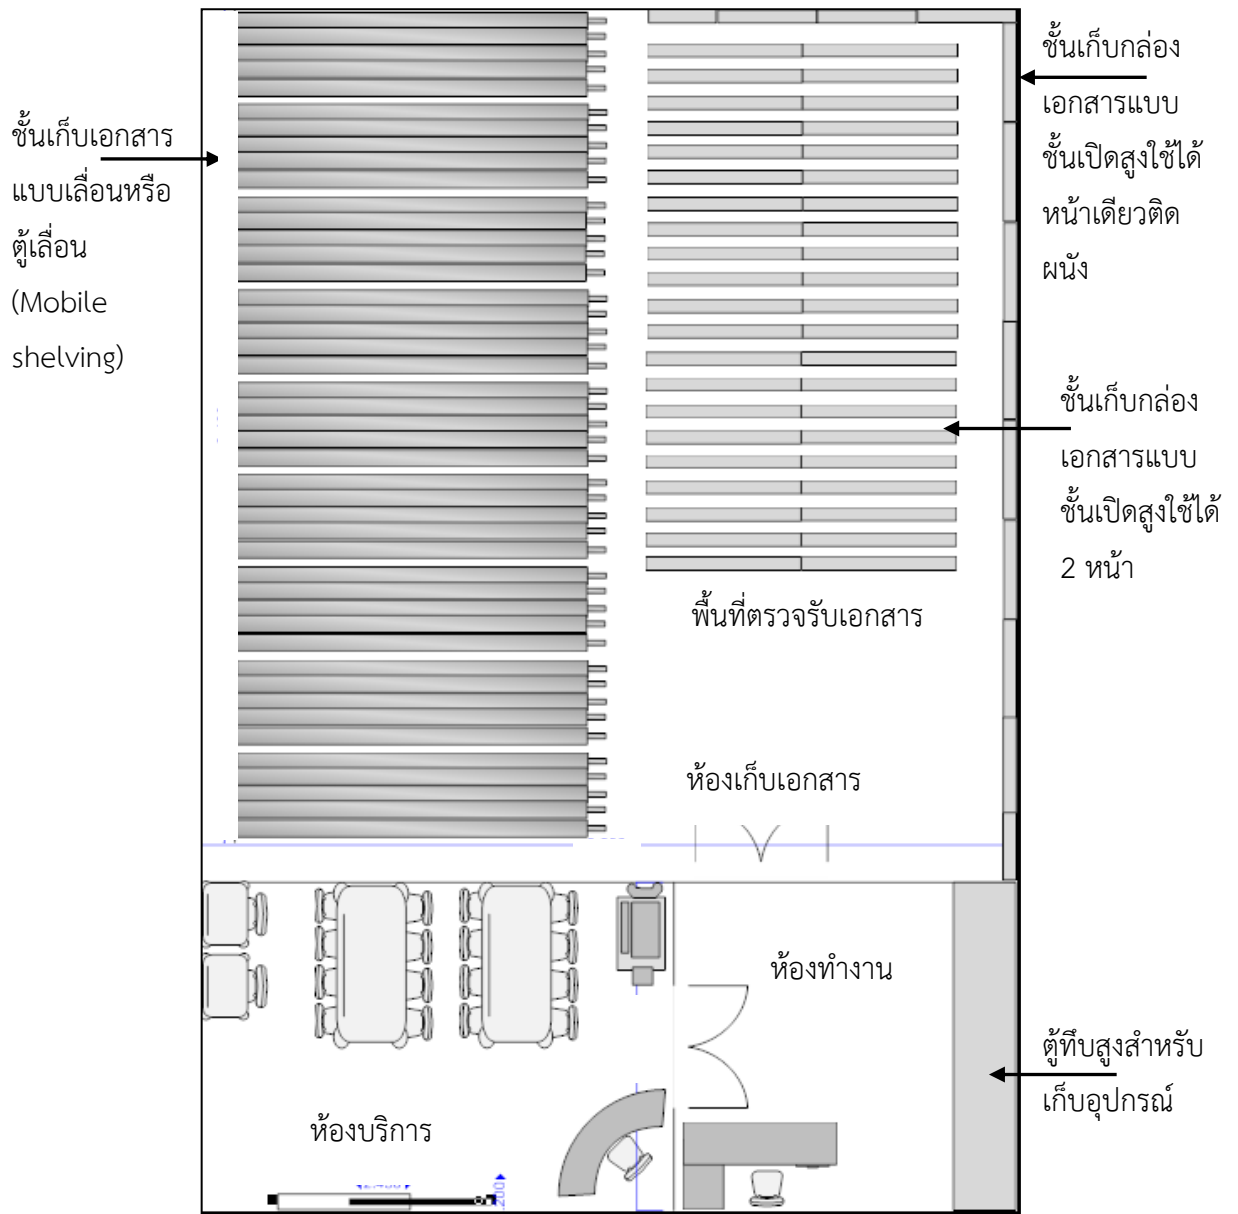 ชั้นเก็บเอกสาร
แบบเลื่อนหรือ
ตู้เลื่อน
(Mobile
shelving)
ชั้นเก็บกล่อง
เอกสารแบบ
ชั้นเปิดสูงใช้ได้
หน้าเดียวติด
ผนัง
ชั้นเก็บกล่อง
เอกสารแบบ
ชั้นเปิดสูงใช้ได้
2 หน้า
พื้นที่ตรวจรับเอกสาร
ห้องเก็บเอกสาร
ห้องทำงาน
ตู้ทึบสูงสำหรับ
เก็บอุปกรณ์
ห้องบริการ